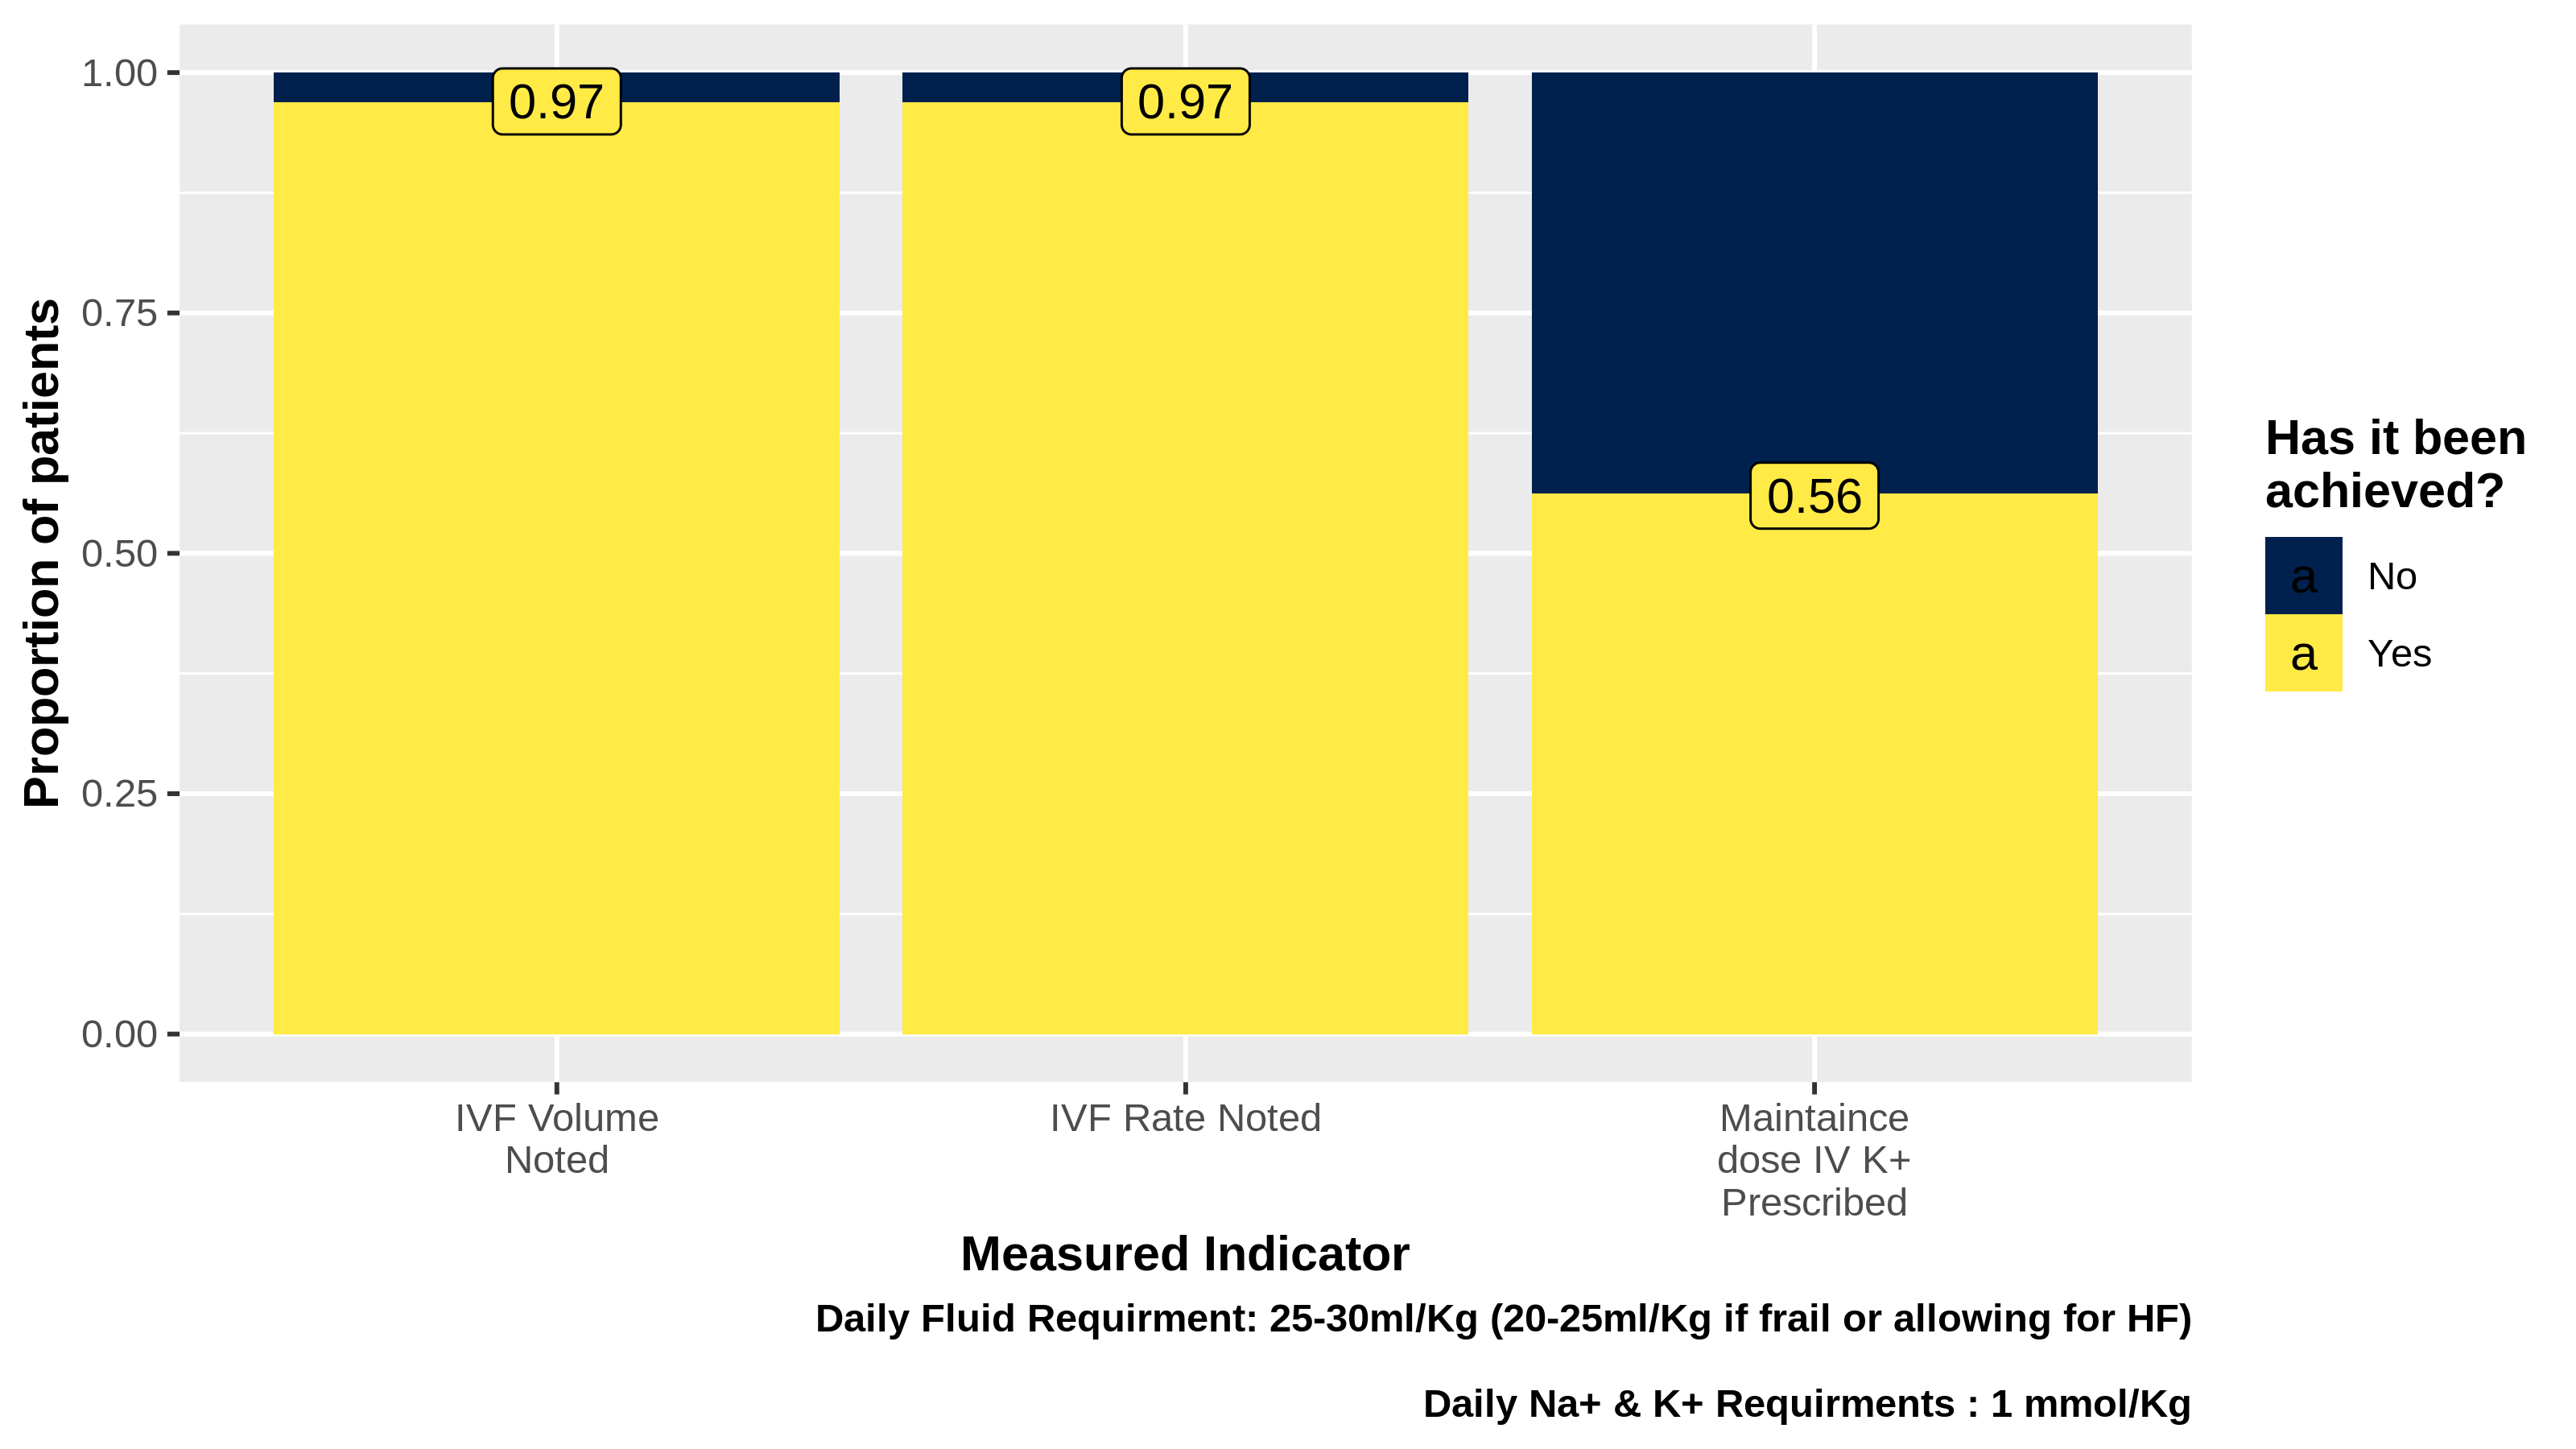 Proportion of patients
1.00
0.75
0.50
0.25
0.00
0.97
0.97
0.56
IVF Volume
Noted
IVF Rate Noted
Maintaince
dose IV K+
Prescribed
Measured Indicator
Has it been
achieved?
a No
a Yes
Daily Fluid Requirment: 25-30ml/Kg (20-25ml/Kg if frail or allowing for HF)
Daily Na+ & K+ Requirments : 1 mmol/Kg